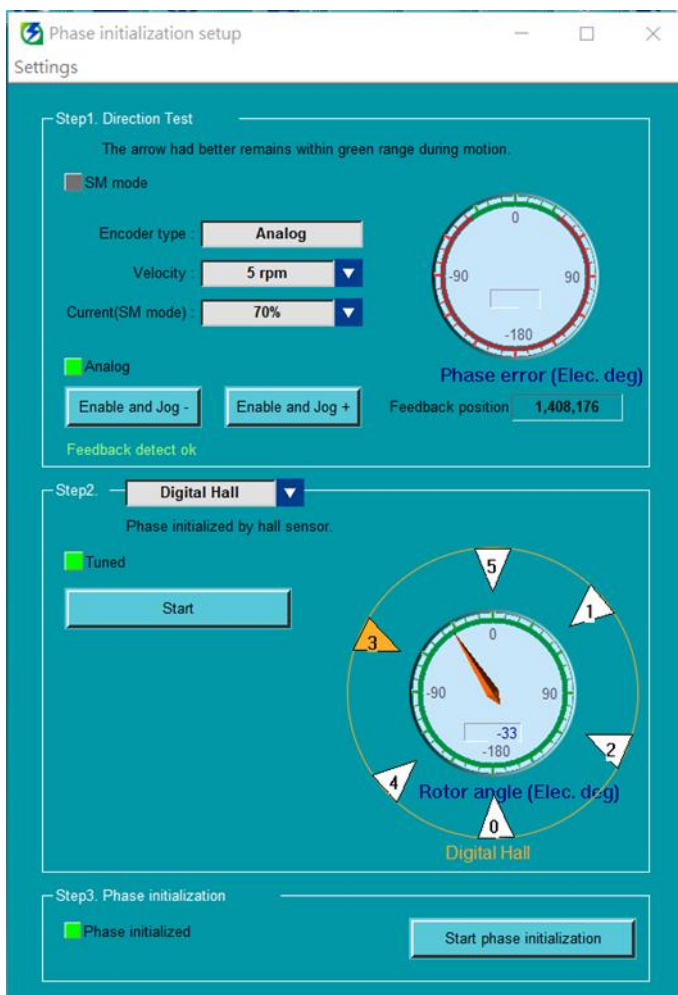 Phase initialization setup
Settings
Step1. Direction Test
The arrow had better remains within green range during motion.
SM mode
Encoder type : Analog
Velocity : 5 rpm
Current(SM mode) : 70%
0
-90 90
-180
Phase error (Elec. deg)
Analog
Enable and Jog - Enable and Jog + Feedback position 1,408,176
Feedback detect ok
Step2. Digital Hall
Phase initialized by hall sensor.
Tuned
Start
5
1
3
0
-90 90
-33
-180
2
4
Rotor angle (Elec. deg)
0
Digital Hall
Step3. Phase initialization
Phase initialized
Start phase initialization